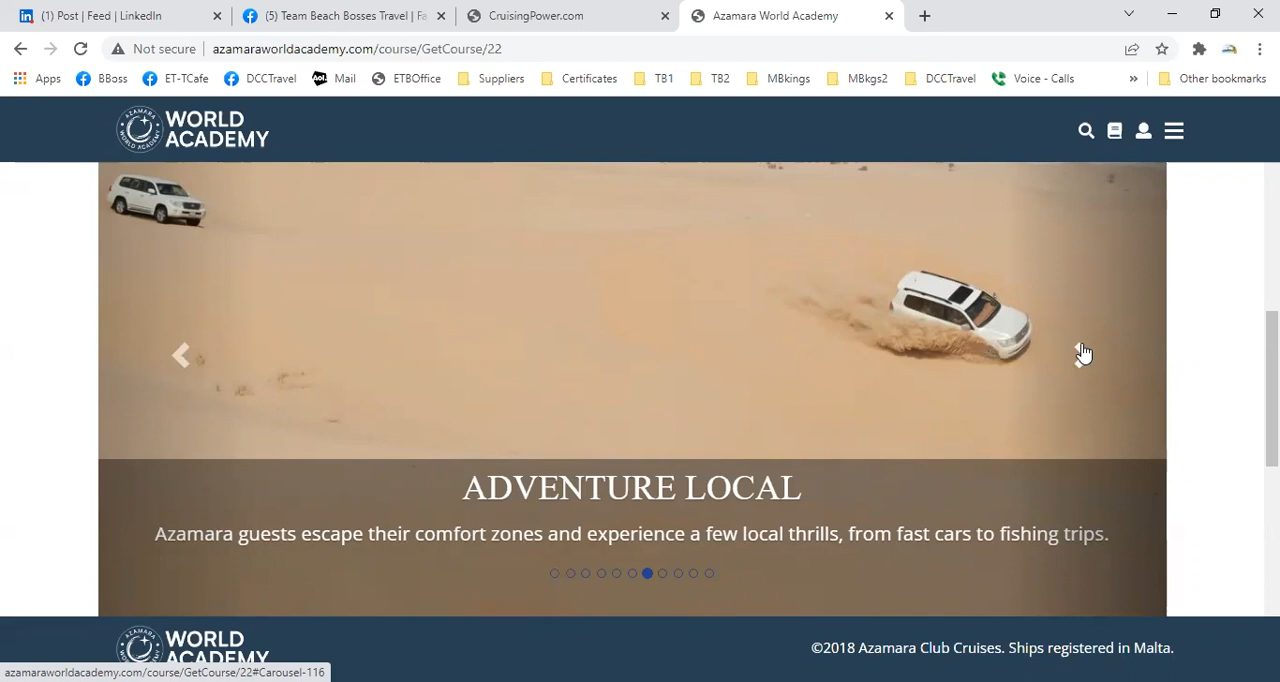 (1) Post | Feed | LinkedIn
(5) Team Beach Bosses Travel | Fa
CruisingPower.com
Azamara World Academy
Not secure
azamaraworldacademy.com/course/GetCourse/22
Apps
BBoss
ET-TCafe
DCCTravel
Aol.
Mail
ETBOffice
Suppliers
Certificates
TB1
TB2
MBkings
MBkgs2
DCCTravel
Voice - Calls
»
Other bookmarks
WORLD
ACADEMY
ADVENTURE LOCAL
Azamara guests escape their comfort zones and experience a few local thrills, from fast cars to fishing trips.
WORLD
ACADEMY
©2018 Azamara Club Cruises. Ships registered in Malta.
azamaraworldacademy.com/course/GetCourse/22#Carousel-116